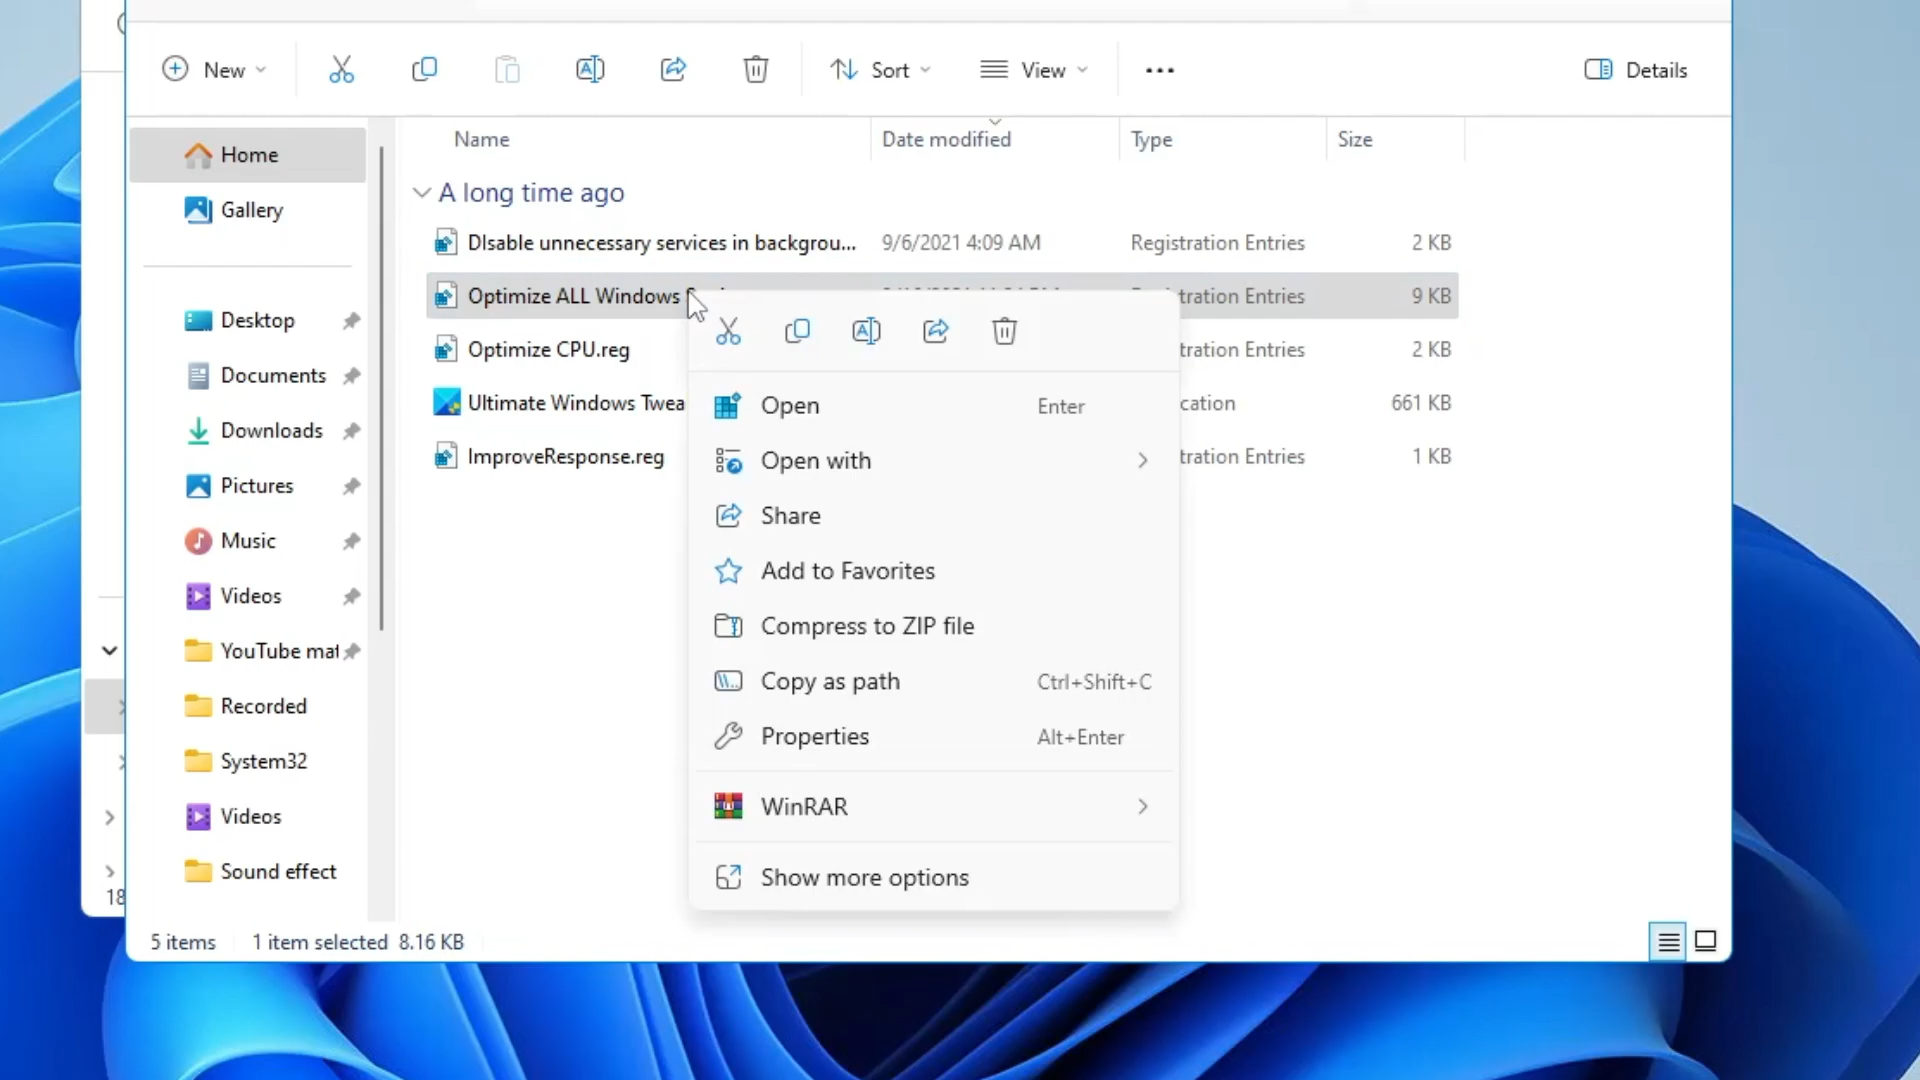 New
Sort
View
Details
Name
Date modified
Type
Size
Home
Gallery
Desktop
Documents
Downloads
Pictures
Music
Videos
YouTube mat
Recorded
System32
Videos
Sound effect
A long time ago
DIsable unnecessary services in backgrou... 9/6/2021 4:09 AM Registration Entries 2 KB
Optimize ALL Windows tration Entries 9 KB
Optimize CPU.reg tration Entries 2 KB
Ultimate Windows Twea cation 661 KB
ImproveResponse.reg tration Entries 1 KB
Open Enter
Open with
Share
Add to Favorites
Compress to ZIP file
Copy as path Ctrl+Shift+C
Properties Alt+Enter
WinRAR
Show more options
18
5 items 1 item selected 8.16 KB